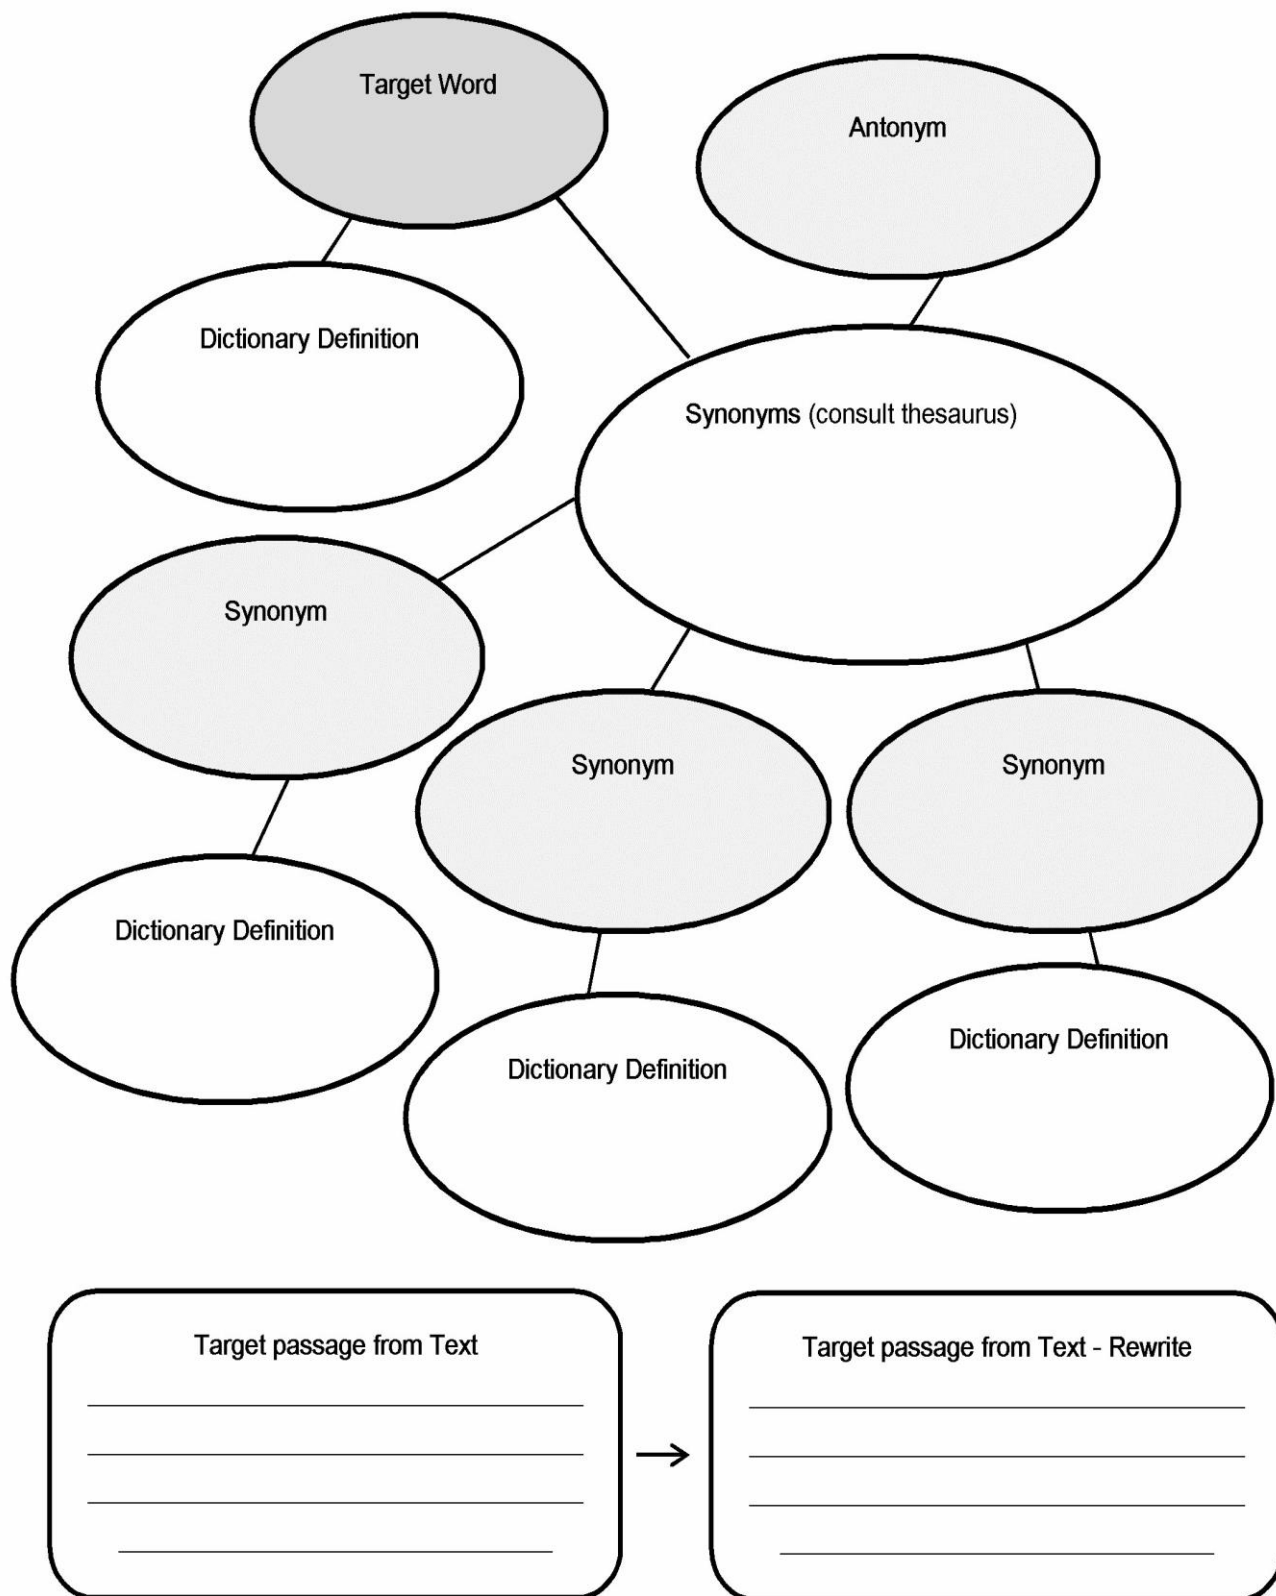 Target Word
Antonym
Dictionary Definition
Synonyms (consult thesaurus)
Synonym
Synonym
Synonym
Dictionary Definition
Dictionary Definition
Dictionary Definition
Target passage from Text
Target passage from Text - Rewrite